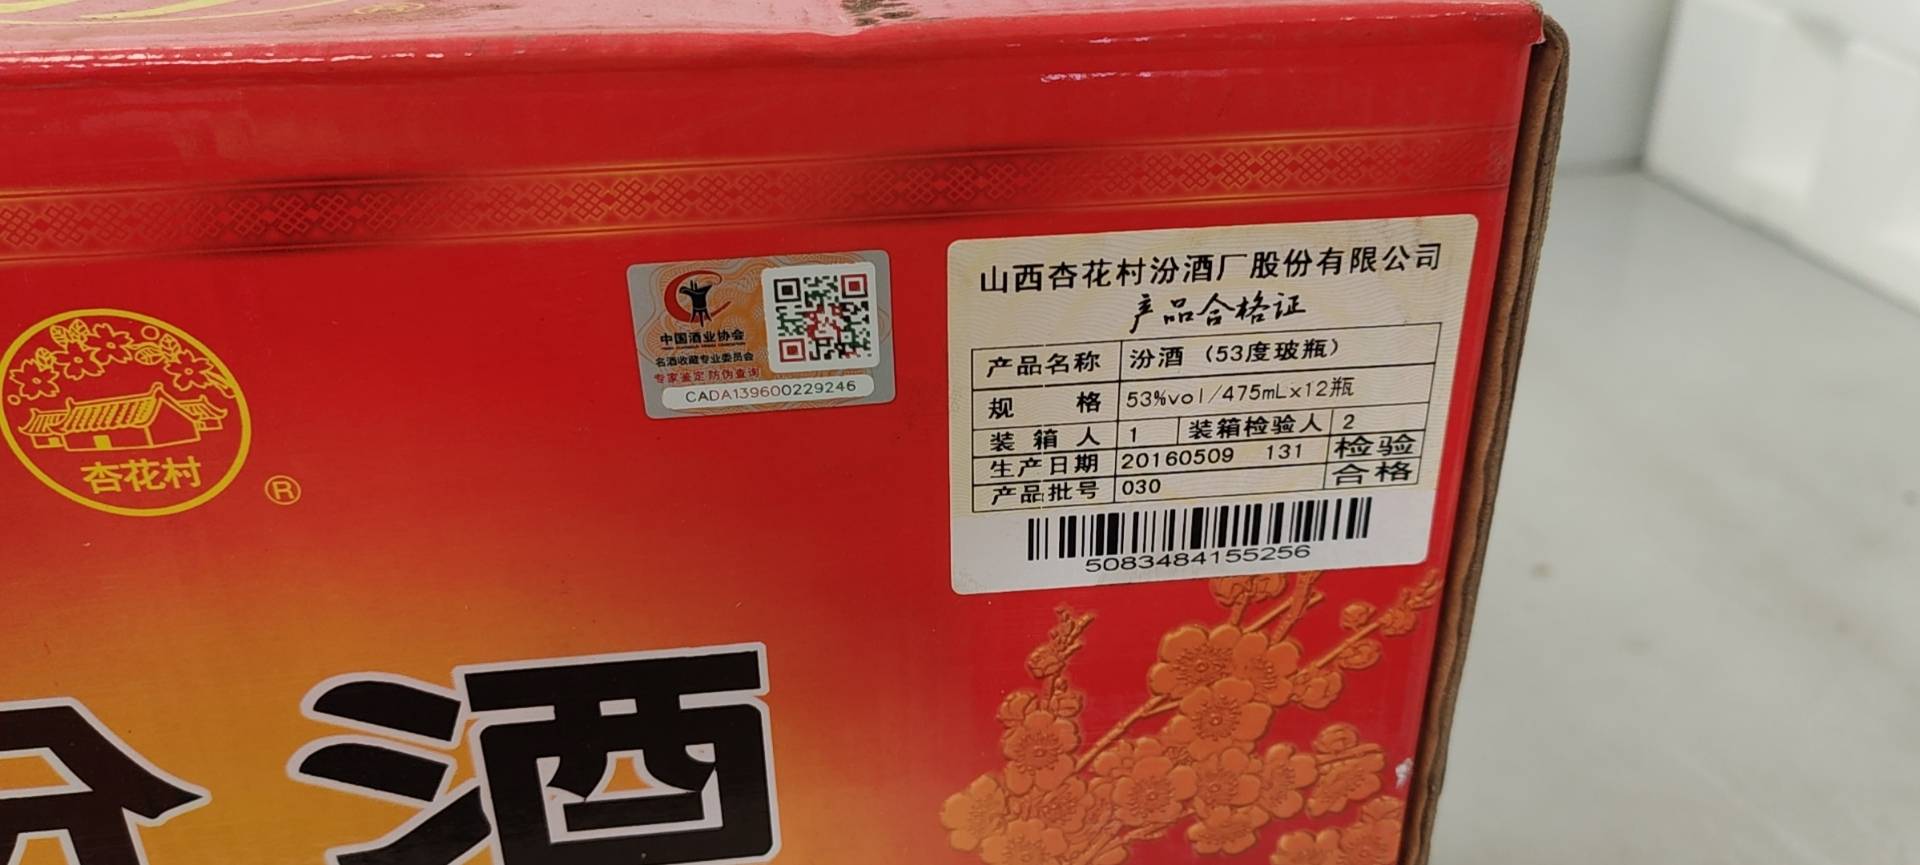 杏花村
®
中国酒业协会
名酒收藏专业委员会
专家鉴定 防伪查询
CADA139600229246
山西杏花村汾酒厂股份有限公司
产品合格证
产品名称 汾酒（53度玻瓶）
规 格 53%vol/475mL×12瓶
装 箱 人 1 装箱检验人 2
生产日期 20160509 131 检验
产品批号 030 合格
5083484155256
酒